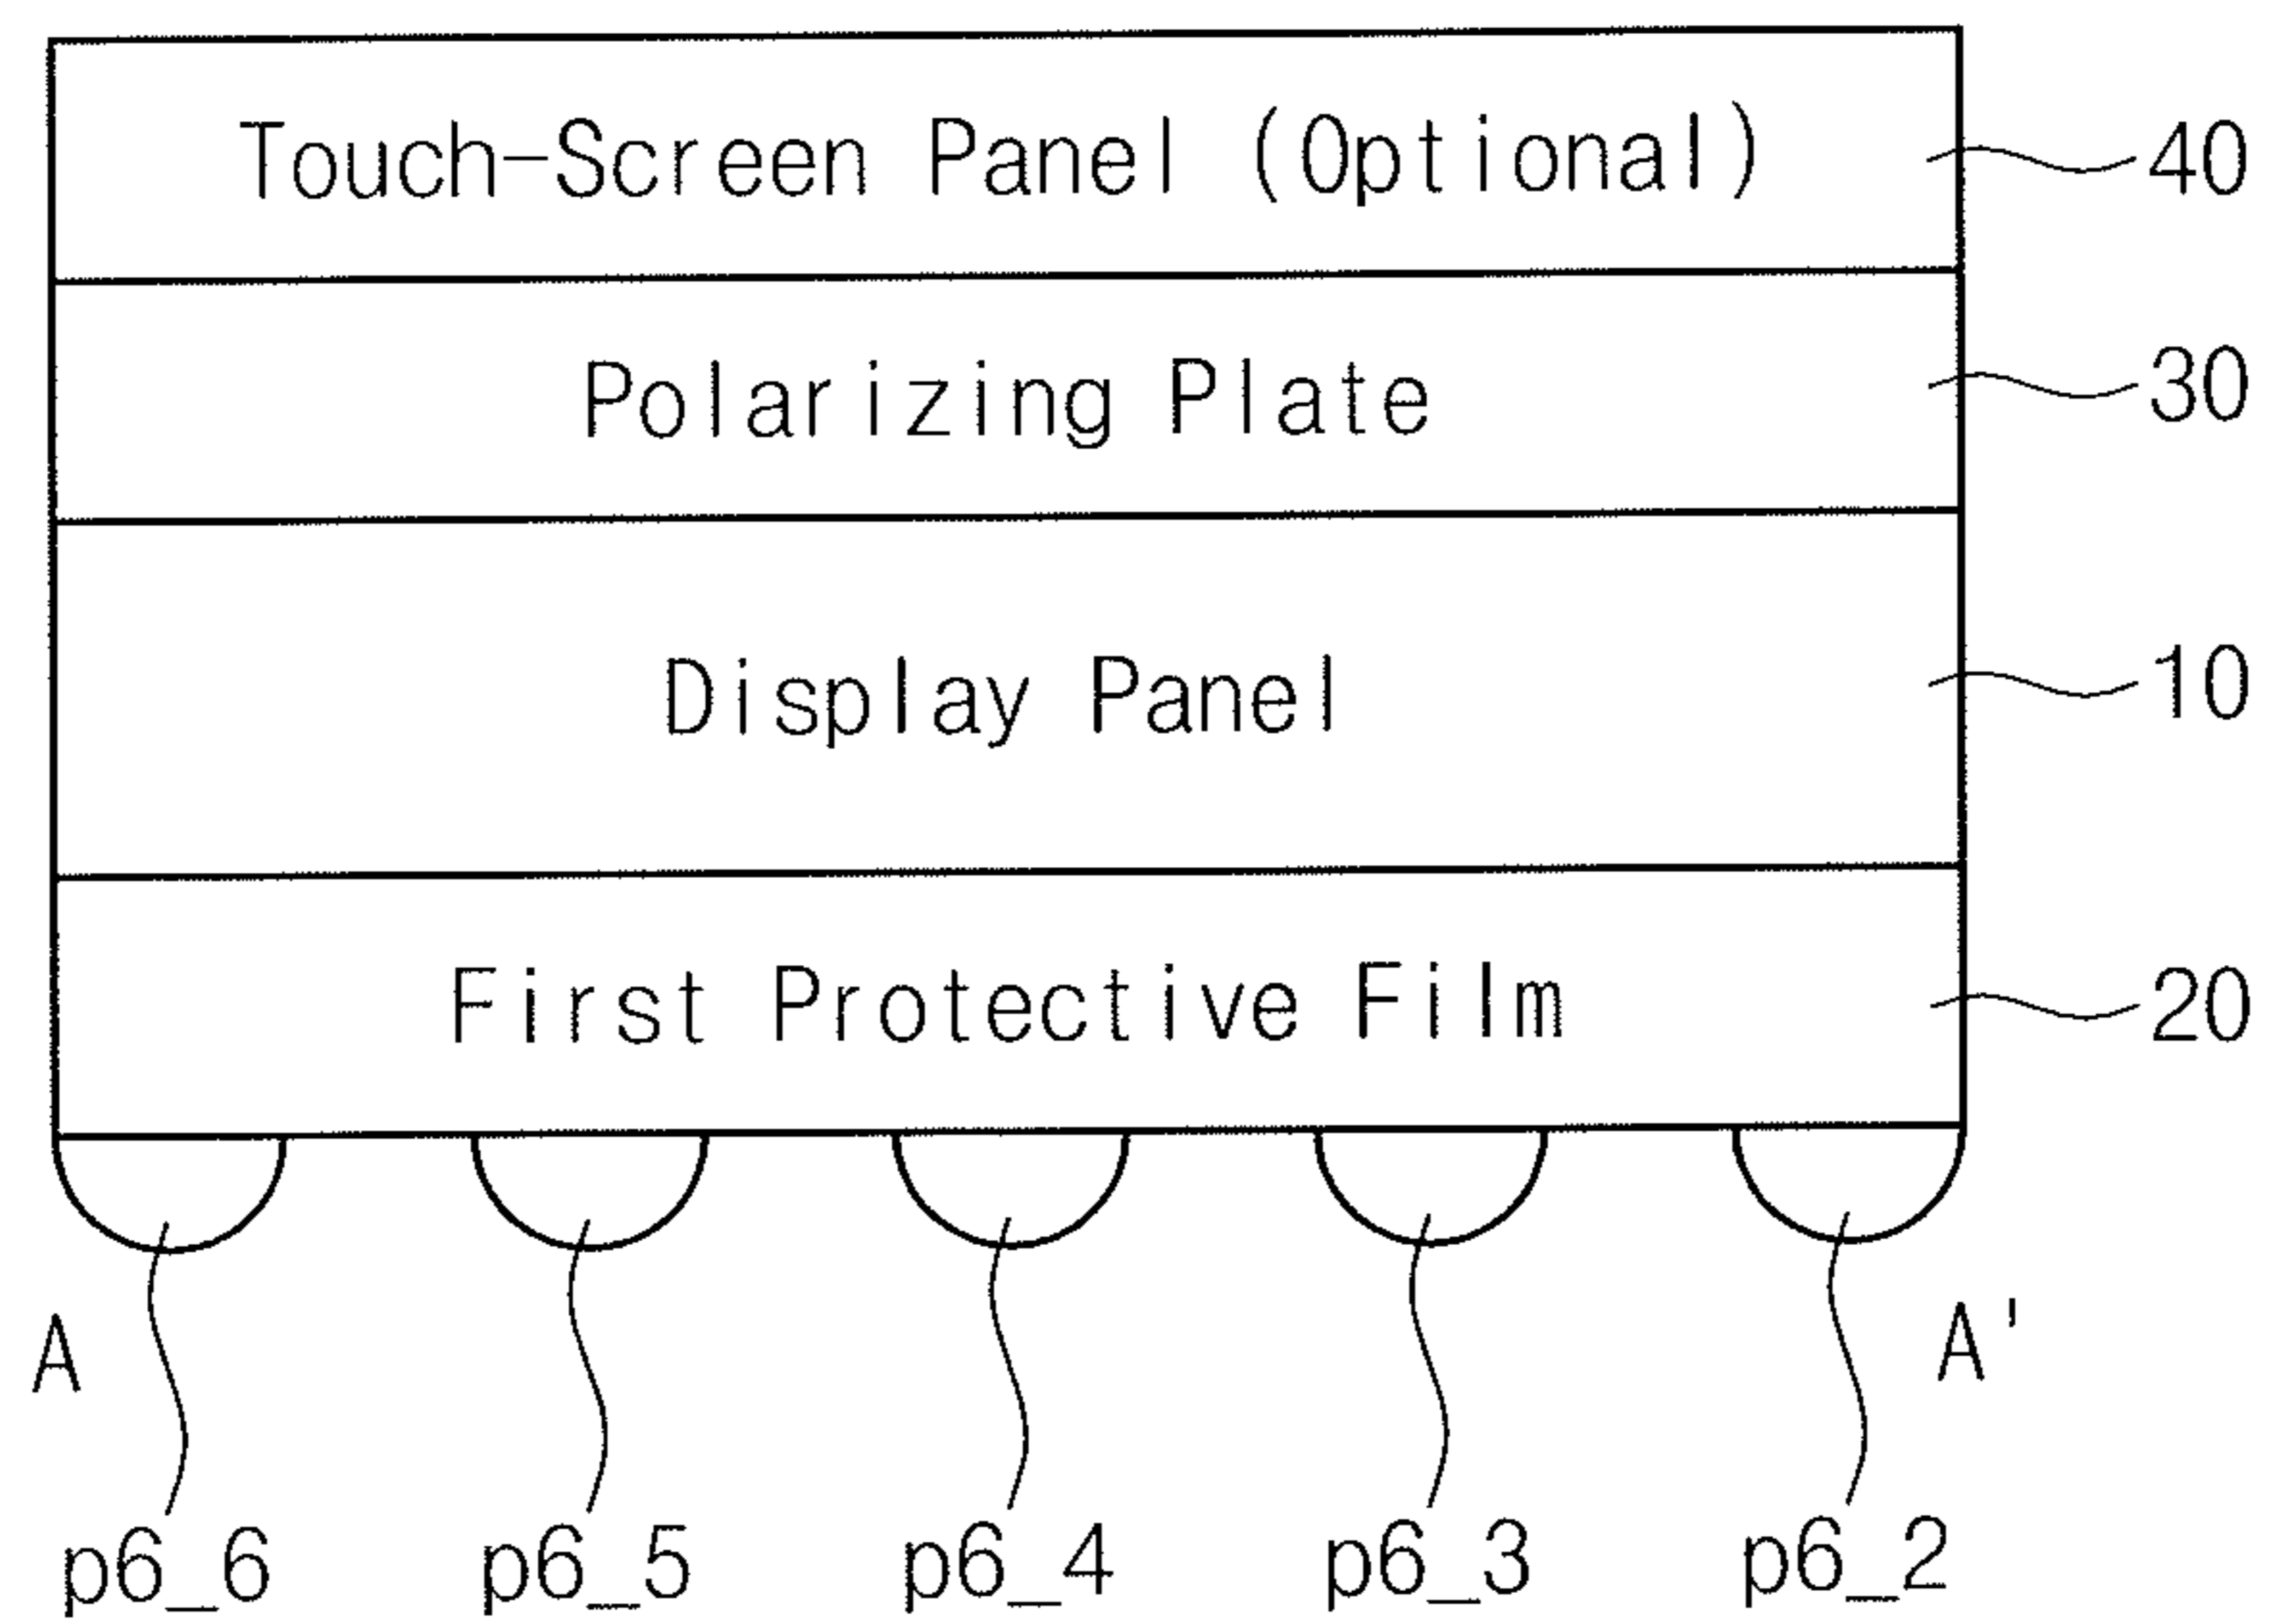 Touch-Screen Panel (Optional) 40
Polarizing Plate 30
Display Panel 10
First Protective Film 20
A A'
p6_6 p6_5 p6_4 p6_3 p6_2